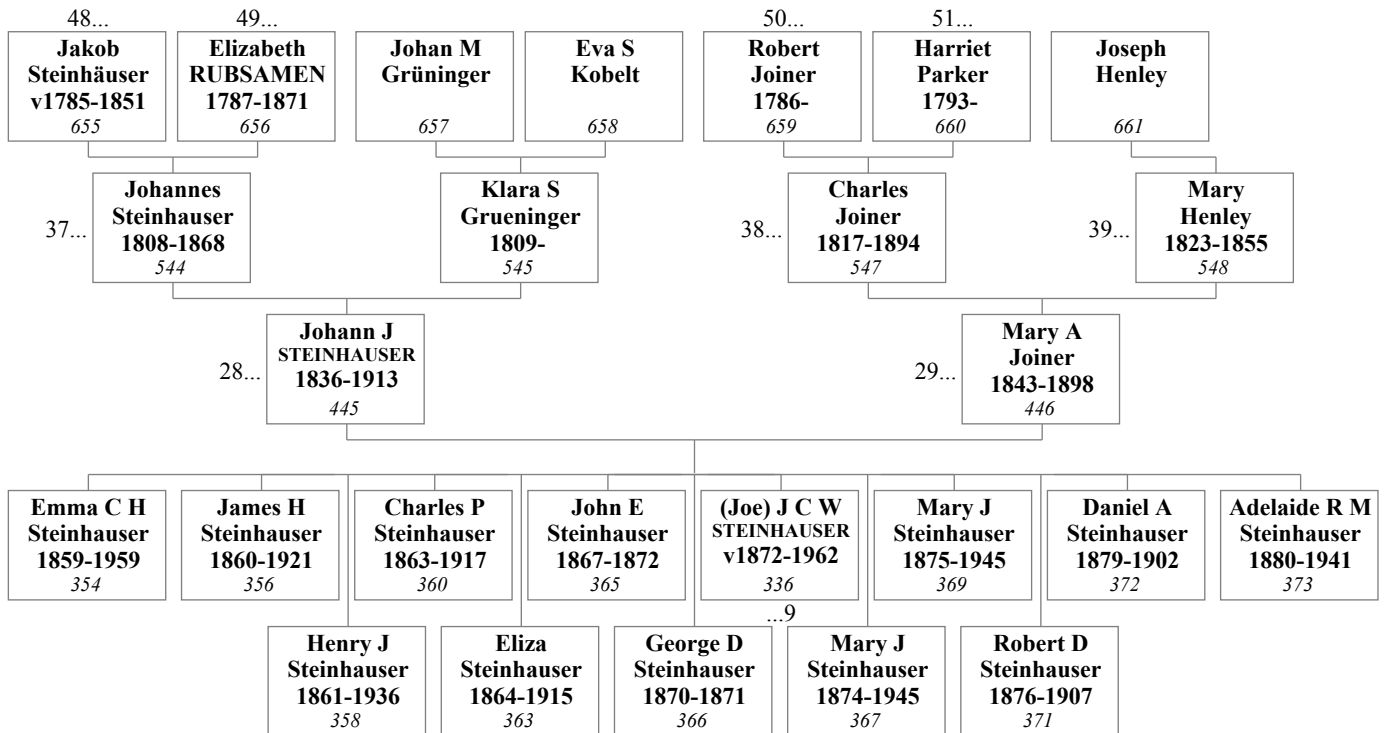 48...
49...
50...
51...
Jakob
Steinhäuser
v1785-1851
655
Elizabeth
RUBSAMEN
1787-1871
656
Johan M
Grüninger
657
Eva S
Kobelt
658
Robert
Joiner
1786-
659
Harriet
Parker
1793-
660
Joseph
Henley
661
37...
Johannes
Steinhauser
1808-1868
544
Klara S
Grueninger
1809-
545
38...
Charles
Joiner
1817-1894
547
39...
Mary
Henley
1823-1855
548
28...
Johann J
STEINHAUSER
1836-1913
445
29...
Mary A
Joiner
1843-1898
446
Emma C H
Steinhauser
1859-1959
354
James H
Steinhauser
1860-1921
356
Charles P
Steinhauser
1863-1917
360
John E
Steinhauser
1867-1872
365
(Joe) J C W
STEINHAUSER
v1872-1962
336
...9
Mary J
Steinhauser
1875-1945
369
Daniel A
Steinhauser
1879-1902
372
Adelaide R M
Steinhauser
1880-1941
373
Henry J
Steinhauser
1861-1936
358
Eliza
Steinhauser
1864-1915
363
George D
Steinhauser
1870-1871
366
Mary J
Steinhauser
1874-1945
367
Robert D
Steinhauser
1876-1907
371